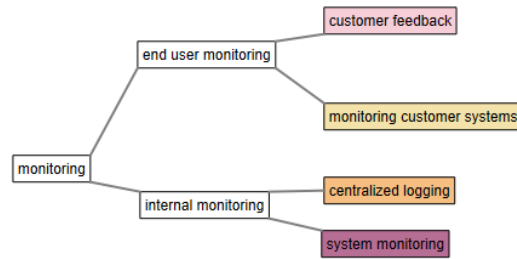 customer feedback
end user monitoring
monitoring customer systems
monitoring
centralized logging
internal monitoring
system monitoring